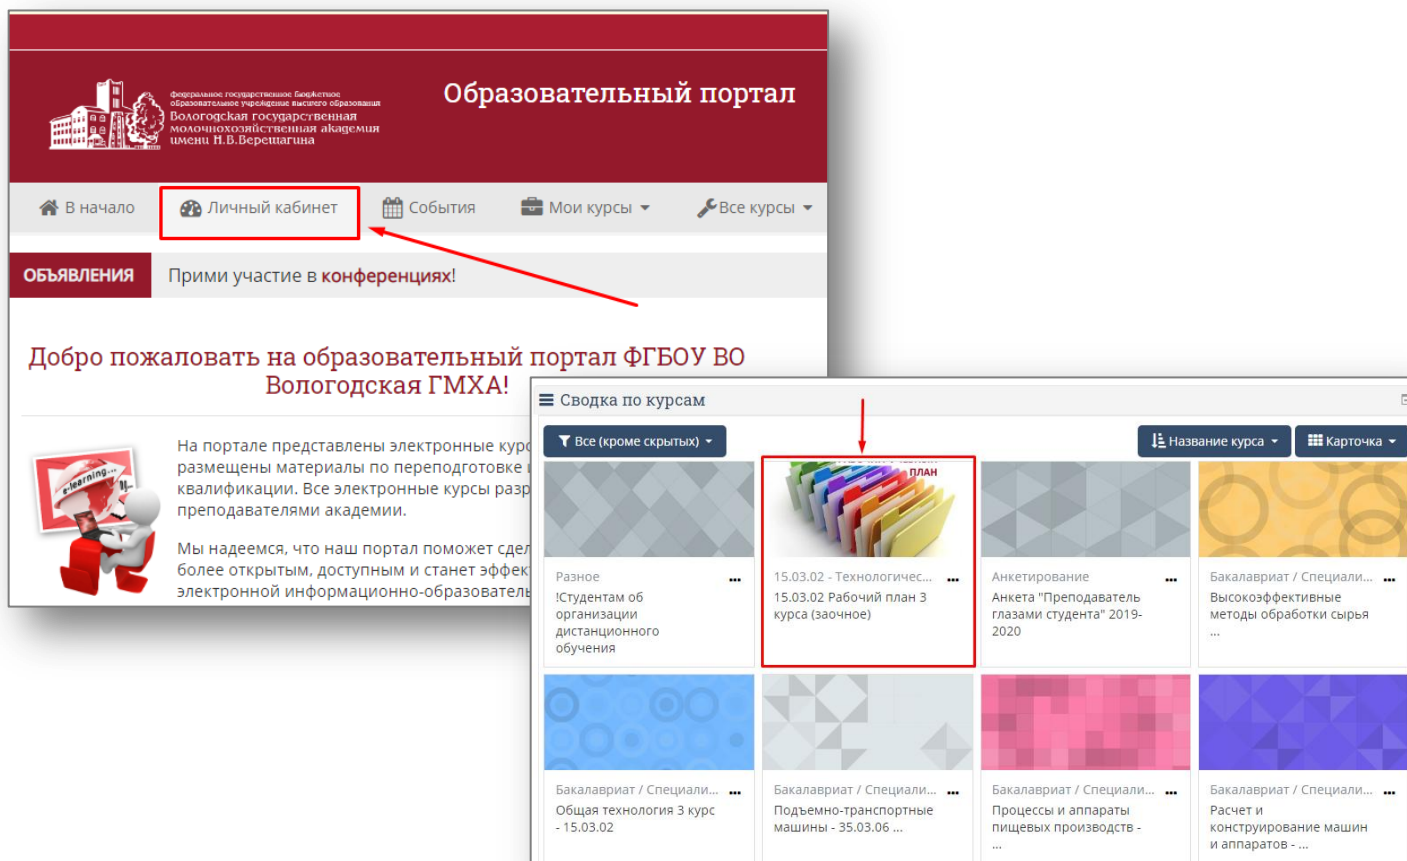 федеральное государственное бюджетное
образовательное учреждение высшего образования
Вологодская государственная
молочнохозяйственная академия
имени Н.В.Верещагина
Образовательный портал
В начало
Личный кабинет
События
Мои курсы
Все курсы
ОБЪЯВЛЕНИЯ
Прими участие в конференциях!
Добро пожаловать на образовательный портал ФГБОУ ВО
Вологодская ГМХА!
e-learning...
На портале представлены электронные курс
размещены материалы по переподготовке
квалификации. Все электронные курсы разр
преподавателями академии.
Мы надеемся, что наш портал поможет сдел
более открытым, доступным и станет эффек
электронной информационно-образователь
Сводка по курсам
Все (кроме скрытых)
Название курса
Карточка
ПЛАН
Разное
...
!Студентам об
организации
дистанционного
обучения
15.03.02 - Технологичес...
...
15.03.02 Рабочий план 3
курса (заочное)
Анкетирование
...
Анкета "Преподаватель
глазами студента" 2019-
2020
Бакалавриат / Специали...
...
Высокоэффективные
методы обработки сырья
...
Бакалавриат / Специали...
...
Общая технология 3 курс
- 15.03.02
Бакалавриат / Специали...
...
Подъемно-транспортные
машины - 35.03.06 ...
Бакалавриат / Специали...
...
Процессы и аппараты
пищевых производств -
...
Бакалавриат / Специали...
...
Расчет и
конструирование машин
и аппаратов - ...